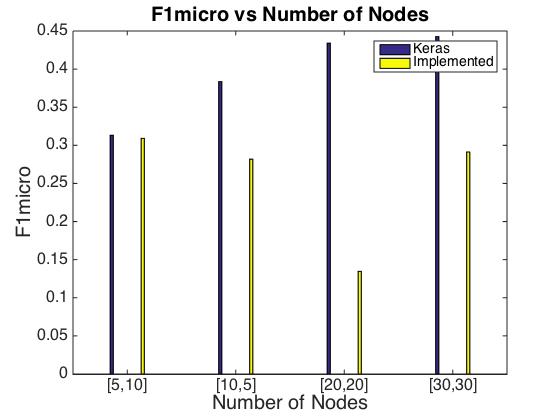 F1micro vs Number of Nodes
Keras
Implemented
0.45
0.4
0.35
0.3
0.25
0.2
0.15
0.1
0.05
0
F1micro
[5,10] [10,5] [20,20] [30,30]
Number of Nodes